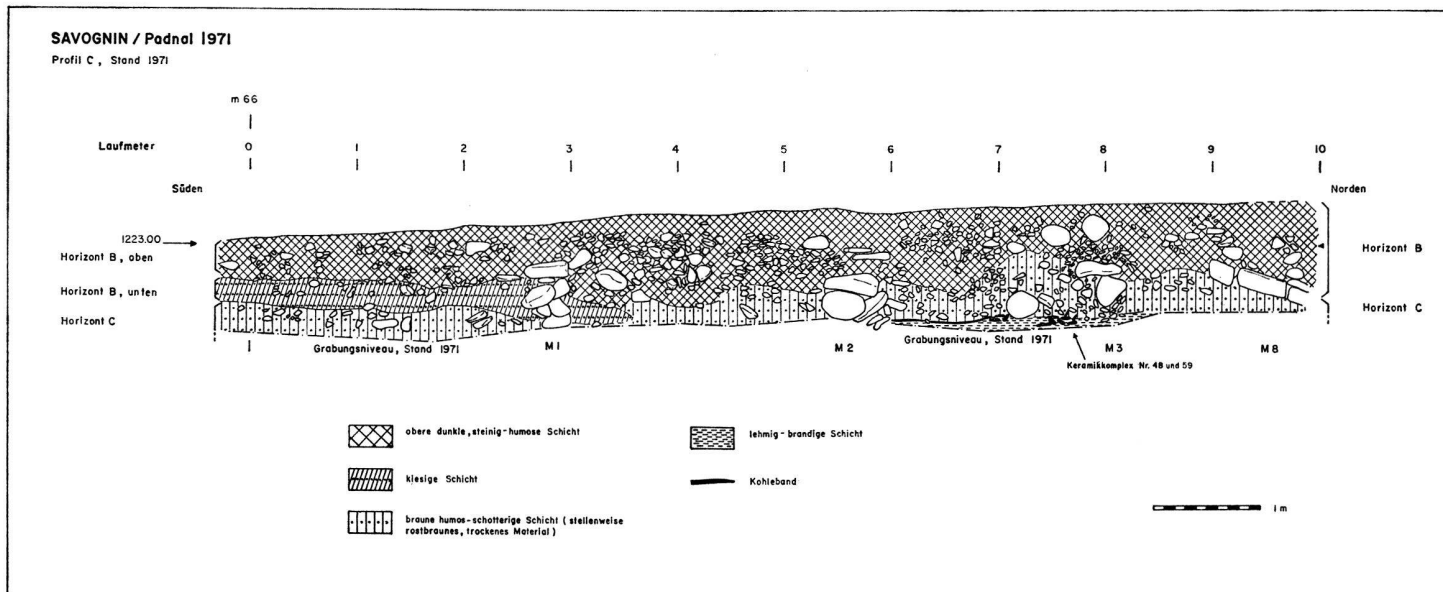 SAVOGNIN / Padnal 1971
Profil C, Stand 1971
m 66
Laufmeter 0 1 2 3 4 5 6 7 8 9 10
Süden Norden
1223.00
Horizont B, oben Horizont B
Horizont B, unten
Horizont C Horizont C
Grabungsniveau, Stand 1971 M 1 M 2 Grabungsniveau, Stand 1971 M 3 M 8
Keramikkomplex Nr. 48 und 59
obere dunkle, steinig-humose Schicht
lehmig-brandige Schicht
kiesige Schicht
Kohleband
braune humos-schotterige Schicht (stellenweise
rostbraunes, trockenes Material)
1 m